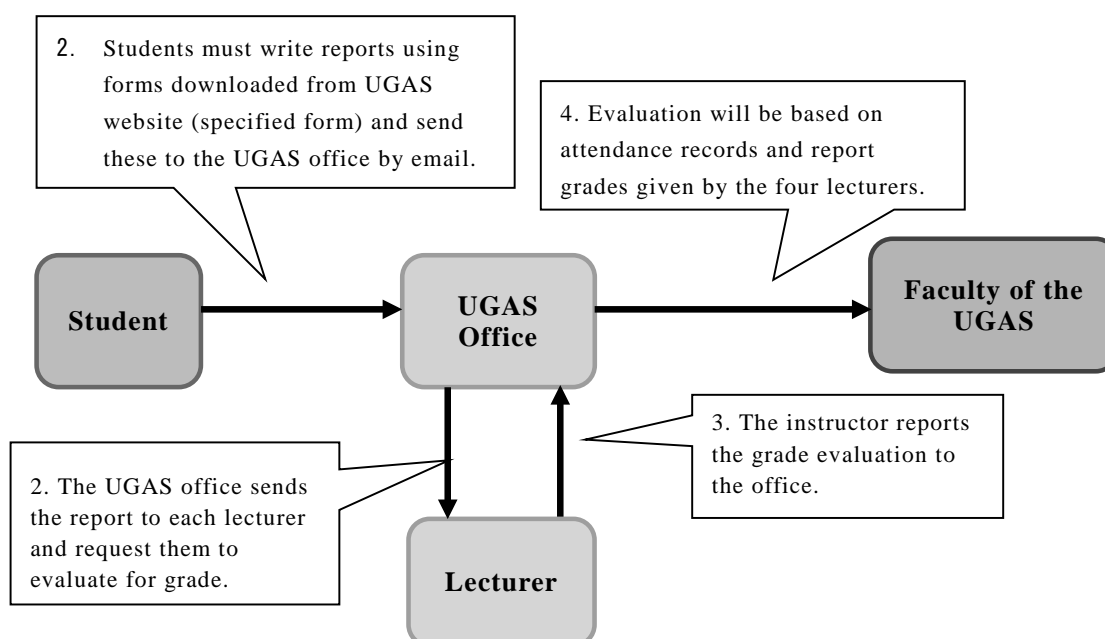 2. Students must write reports using
forms downloaded from UGAS
website (specified form) and send
these to the UGAS office by email.
4. Evaluation will be based on
attendance records and report
grades given by the four lecturers.
Student
UGAS
Office
Faculty of the
UGAS
2. The UGAS office sends
the report to each lecturer
and request them to
evaluate for grade.
3. The instructor reports
the grade evaluation to
the office.
Lecturer